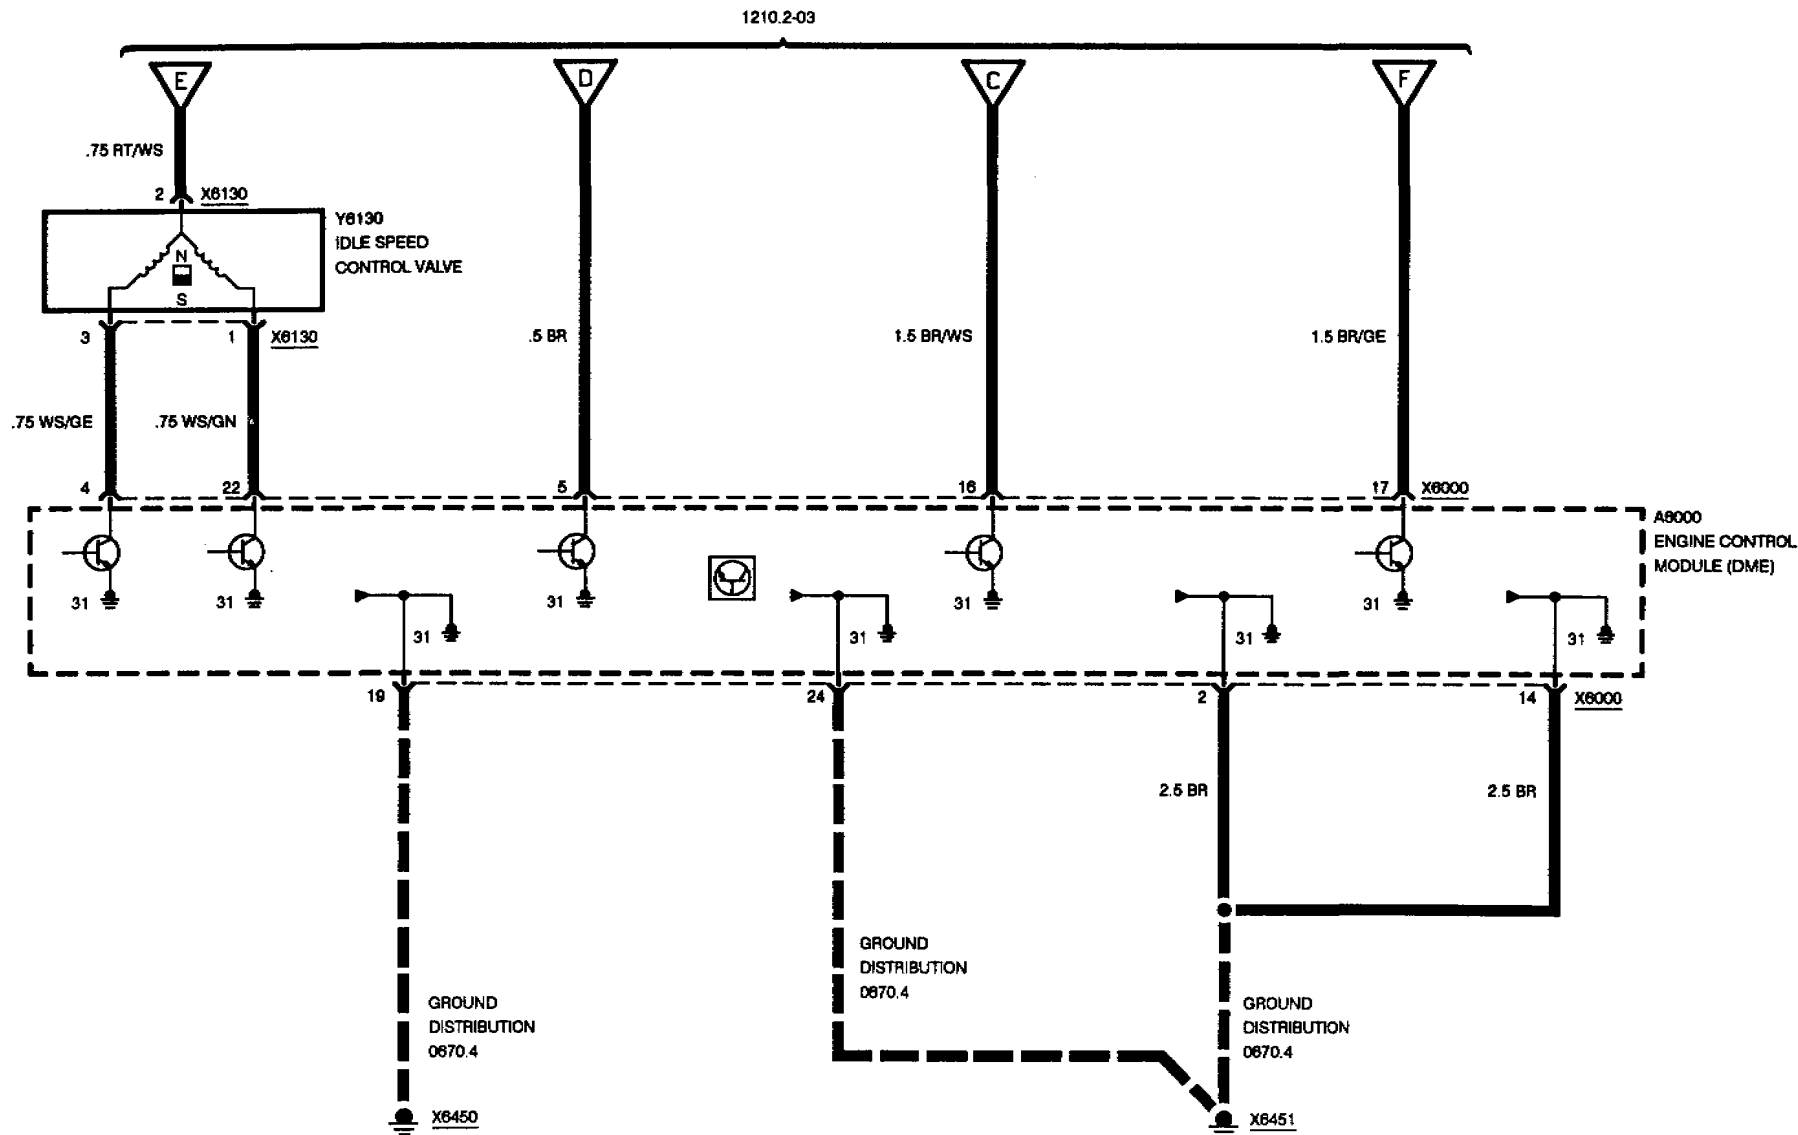 1210.2-03
E
D
C
F
.75 RT/WS
2
X6130
Y6130
IDLE SPEED
CONTROL VALVE
N
S
3
1
X6130
.5 BR
1.5 BR/WS
1.5 BR/GE
.75 WS/GE
.75 WS/GN
4
22
5
16
17
X6000
A6000
ENGINE CONTROL
MODULE (DME)
31
31
31
31
31
31
31
31
31
19
24
2
14
X6000
2.5 BR
2.5 BR
GROUND
DISTRIBUTION
0670.4
GROUND
DISTRIBUTION
0670.4
GROUND
DISTRIBUTION
0670.4
X6450
X6451